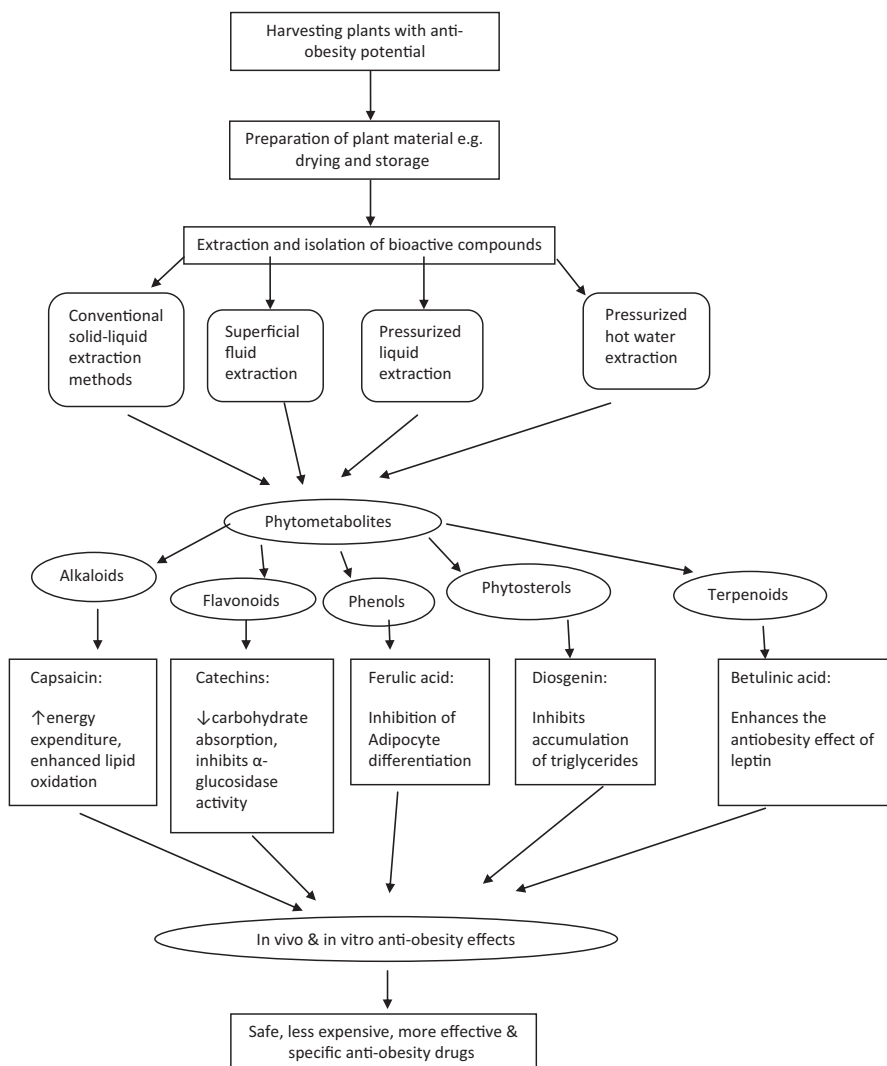 Harvesting plants with anti-
obesity potential
Preparation of plant material e.g.
drying and storage
Extraction and isolation of bioactive compounds
Conventional
solid-liquid
extraction
methods
Superficial
fluid
extraction
Pressurized
liquid
extraction
Pressurized
hot water
extraction
Phytometabolites
Alkaloids
Flavonoids
Phenols
Phytosterols
Terpenoids
Capsaicin:
↑energy
expenditure,
enhanced lipid
oxidation
Catechins:
↓carbohydrate
absorption,
inhibits α-
glucosidase
activity
Ferulic acid:
Inhibition of
Adipocyte
differentiation
Diosgenin:
Inhibits
accumulation
of triglycerides
Betulinic acid:
Enhances the
antiobesity effect of
leptin
In vivo & in vitro anti-obesity effects
Safe, less expensive, more effective &
specific anti-obesity drugs